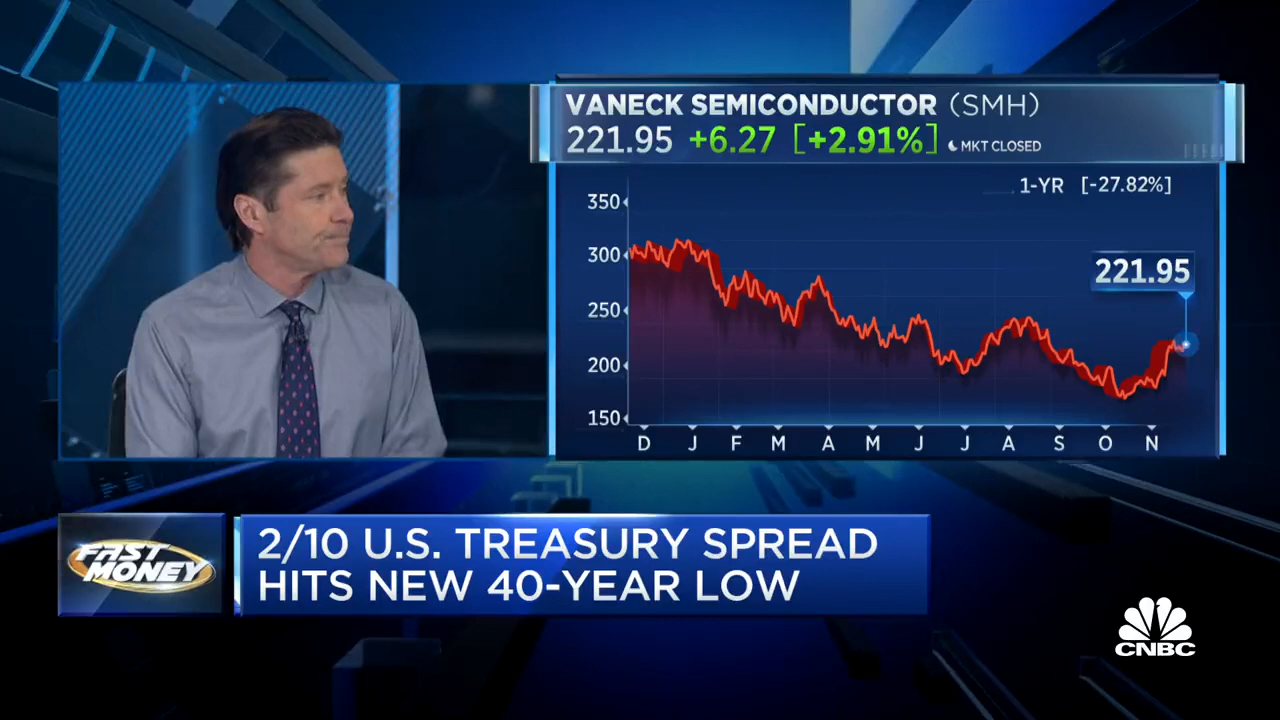 VANECK SEMICONDUCTOR (SMH)
221.95 +6.27 [+2.91%] MKT CLOSED
1-YR [-27.82%]
350
300
250
200
150
221.95
D J F M A M J J A S O N
FAST
MONEY
2/10 U.S. TREASURY SPREAD
HITS NEW 40-YEAR LOW
CNBC